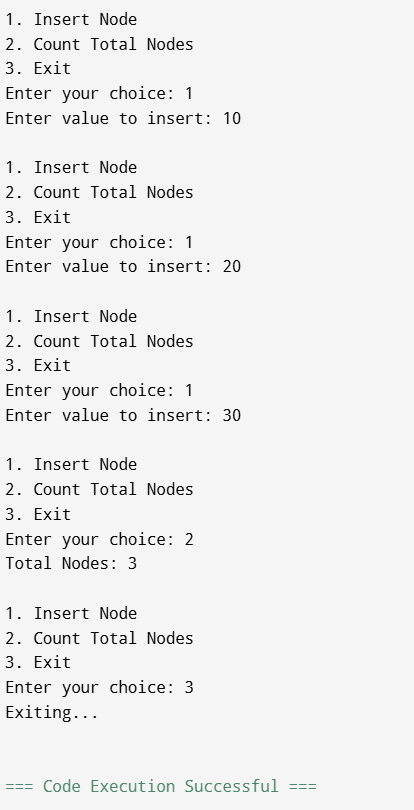 1. Insert Node
2. Count Total Nodes
3. Exit
Enter your choice: 1
Enter value to insert: 10

1. Insert Node
2. Count Total Nodes
3. Exit
Enter your choice: 1
Enter value to insert: 20

1. Insert Node
2. Count Total Nodes
3. Exit
Enter your choice: 1
Enter value to insert: 30

1. Insert Node
2. Count Total Nodes
3. Exit
Enter your choice: 2
Total Nodes: 3

1. Insert Node
2. Count Total Nodes
3. Exit
Enter your choice: 3
Exiting...

=== Code Execution Successful ===